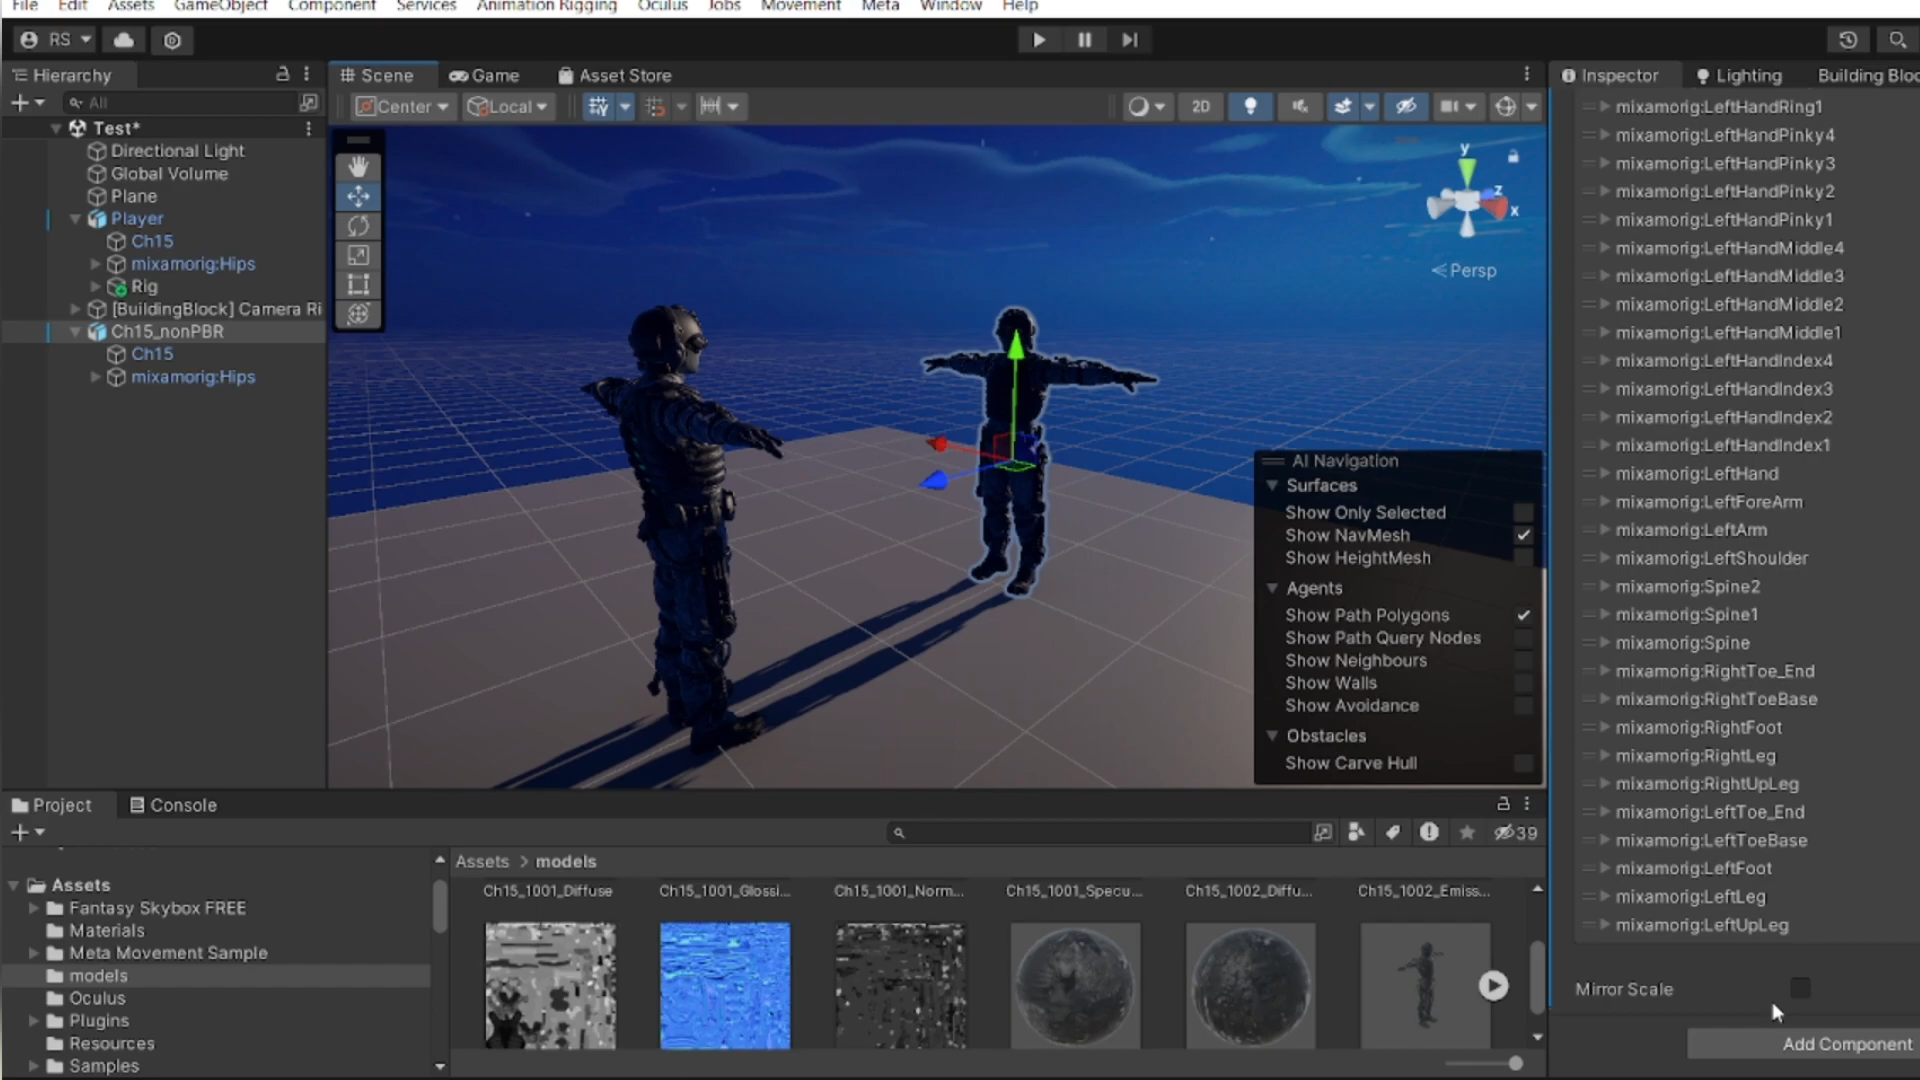 File Edit Assets GameObject Component Services Animation Rigging Oculus Jobs Movement Meta Window Help
RS
Hierarchy
All
Test*
Directional Light
Global Volume
Plane
Player
Ch15
mixamorig:Hips
Rig
[BuildingBlock] Camera Ri
Ch15_nonPBR
Ch15
mixamorig:Hips
Scene Game Asset Store
Center Local 2D
y
z
x
Persp
AI Navigation
Surfaces
Show Only Selected
Show NavMesh
Show HeightMesh
Agents
Show Path Polygons
Show Path Query Nodes
Show Neighbours
Show Walls
Show Avoidance
Obstacles
Show Carve Hull
Inspector Lighting Building Bloc
mixamorig:LeftHandRing1
mixamorig:LeftHandPinky4
mixamorig:LeftHandPinky3
mixamorig:LeftHandPinky2
mixamorig:LeftHandPinky1
mixamorig:LeftHandMiddle4
mixamorig:LeftHandMiddle3
mixamorig:LeftHandMiddle2
mixamorig:LeftHandMiddle1
mixamorig:LeftHandIndex4
mixamorig:LeftHandIndex3
mixamorig:LeftHandIndex2
mixamorig:LeftHandIndex1
mixamorig:LeftHand
mixamorig:LeftForeArm
mixamorig:LeftArm
mixamorig:LeftShoulder
mixamorig:Spine2
mixamorig:Spine1
mixamorig:Spine
mixamorig:RightToe_End
mixamorig:RightToeBase
mixamorig:RightFoot
mixamorig:RightLeg
mixamorig:RightUpLeg
mixamorig:LeftToe_End
mixamorig:LeftToeBase
mixamorig:LeftFoot
mixamorig:LeftLeg
mixamorig:LeftUpLeg
Mirror Scale
Add Component
Project Console
39
Assets
Fantasy Skybox FREE
Materials
Meta Movement Sample
models
Oculus
Plugins
Resources
Samples
Assets > models
Ch15_1001_Diffuse Ch15_1001_Glossi... Ch15_1001_Norm... Ch15_1001_Specu... Ch15_1002_Diffu... Ch15_1002_Emiss...